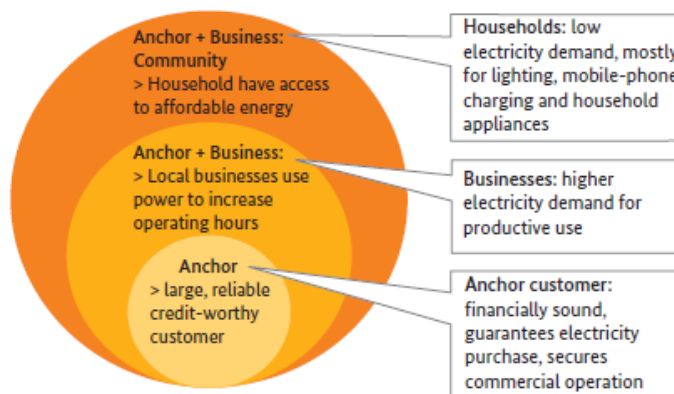 Anchor + Business:
Community
> Household have access
to affordable energy
Anchor + Business:
> Local businesses use
power to increase
operating hours
Anchor
> large, reliable
credit-worthy
customer
Households: low
electricity demand, mostly
for lighting, mobile-phone
charging and household
appliances
Businesses: higher
electricity demand for
productive use
Anchor customer:
financially sound,
guarantees electricity
purchase, secures
commercial operation